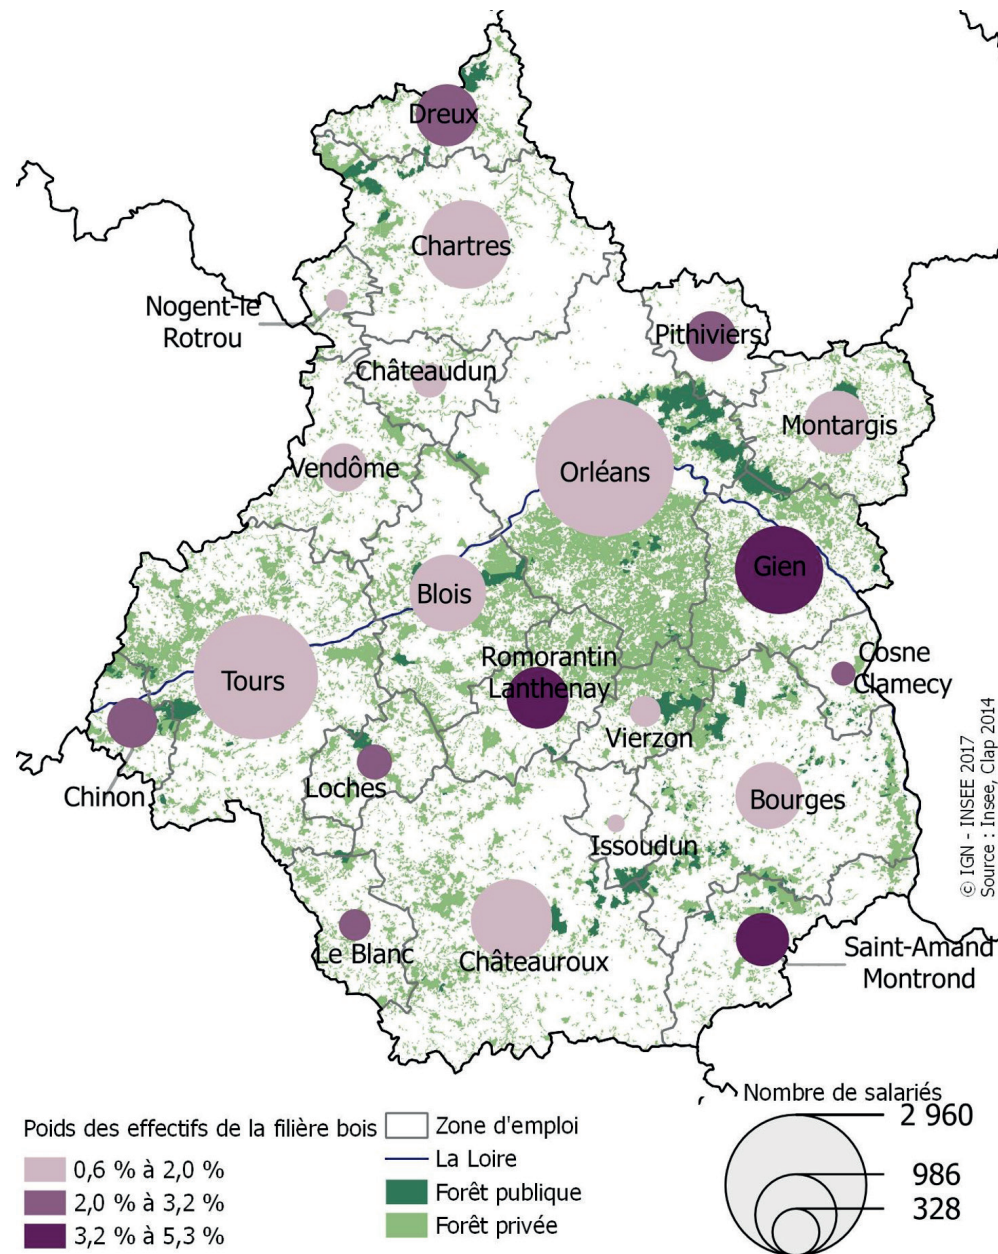 Dreux
Chartres
Nogent-le
Rotrou
Pithiviers
Châteaudun
Montargis
Vendôme
Orléans
Gien
Blois
Cosne
Clamecy
Romorantin
Lanthenay
Tours
Vierzon
Chinon
Loches
Bourges
Issoudun
Le Blanc
Châteauroux
Saint-Amand
Montrond
© IGN - INSEE 2017
Source : Insee, Clap 2014
Poids des effectifs de la filière bois
0,6 % à 2,0 %
2,0 % à 3,2 %
3,2 % à 5,3 %
Zone d'emploi
La Loire
Forêt publique
Forêt privée
Nombre de salariés
2 960
986
328